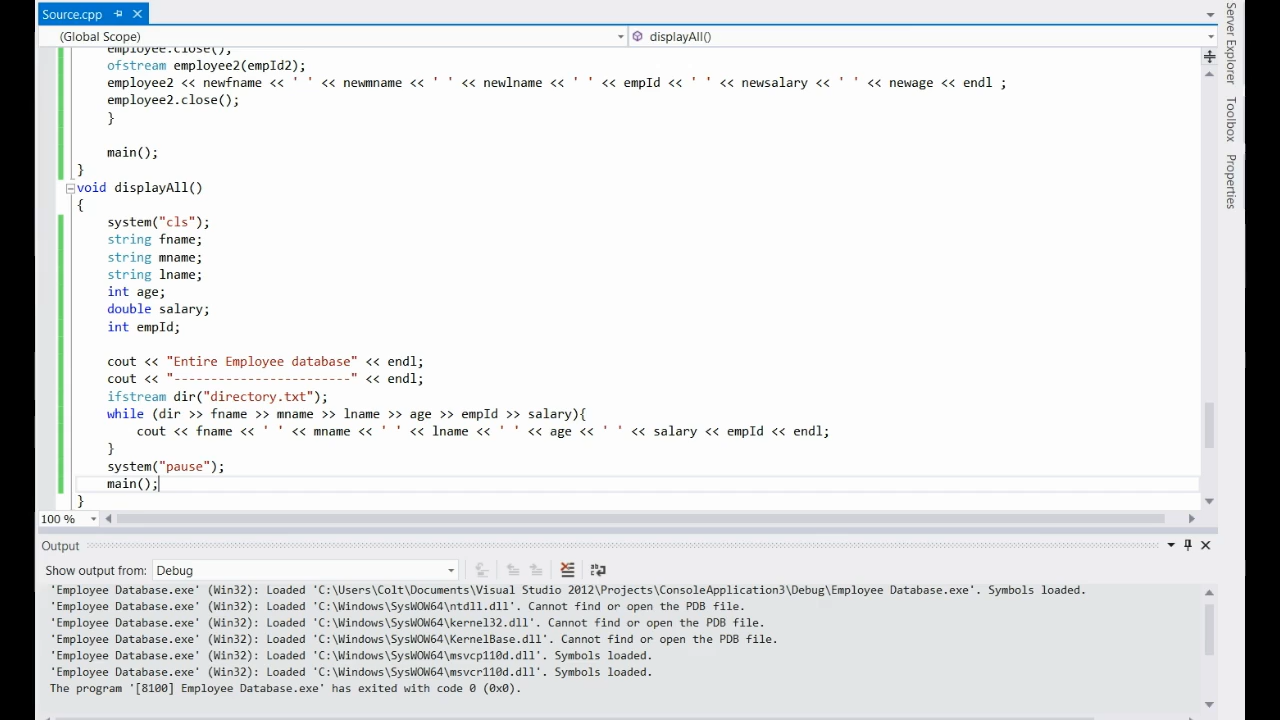 Source.cpp
(Global Scope)
displayAll()
employee.close();
ofstream employee2(empId2);
employee2 << newfname << ' ' << newmname << ' ' << newlname << ' ' << empId << ' ' << newsalary << ' ' << newage << endl ;
employee2.close();
}
main();
}
void displayAll()
{
system("cls");
string fname;
string mname;
string lname;
int age;
double salary;
int empId;
cout << "Entire Employee database" << endl;
cout << "------------------------" << endl;
ifstream dir("directory.txt");
while (dir >> fname >> mname >> lname >> age >> empId >> salary){
cout << fname << ' ' << mname << ' ' << lname << ' ' << age << ' ' << salary << empId << endl;
}
system("pause");
main();
}
100 %
Output
Show output from: Debug
'Employee Database.exe' (Win32): Loaded 'C:\Users\Colt\Documents\Visual Studio 2012\Projects\ConsoleApplication3\Debug\Employee Database.exe'. Symbols loaded.
'Employee Database.exe' (Win32): Loaded 'C:\Windows\SysWOW64\ntdll.dll'. Cannot find or open the PDB file.
'Employee Database.exe' (Win32): Loaded 'C:\Windows\SysWOW64\kernel32.dll'. Cannot find or open the PDB file.
'Employee Database.exe' (Win32): Loaded 'C:\Windows\SysWOW64\KernelBase.dll'. Cannot find or open the PDB file.
'Employee Database.exe' (Win32): Loaded 'C:\Windows\SysWOW64\msvcp110d.dll'. Symbols loaded.
'Employee Database.exe' (Win32): Loaded 'C:\Windows\SysWOW64\msvcr110d.dll'. Symbols loaded.
The program '[8100] Employee Database.exe' has exited with code 0 (0x0).
Server Explorer
Toolbox
Properties